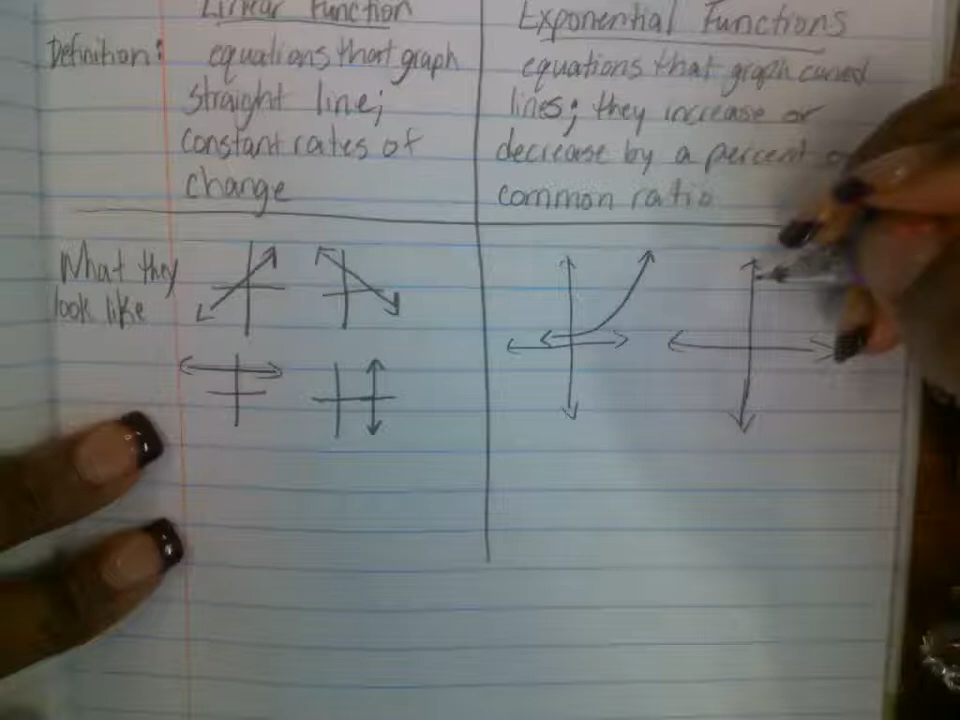 Linear Function
Exponential Functions
Definition:
equations that graph
straight line;
constant rates of
change
equations that graph curved
lines; they increase or
decrease by a percent
common ratio
What they
look like